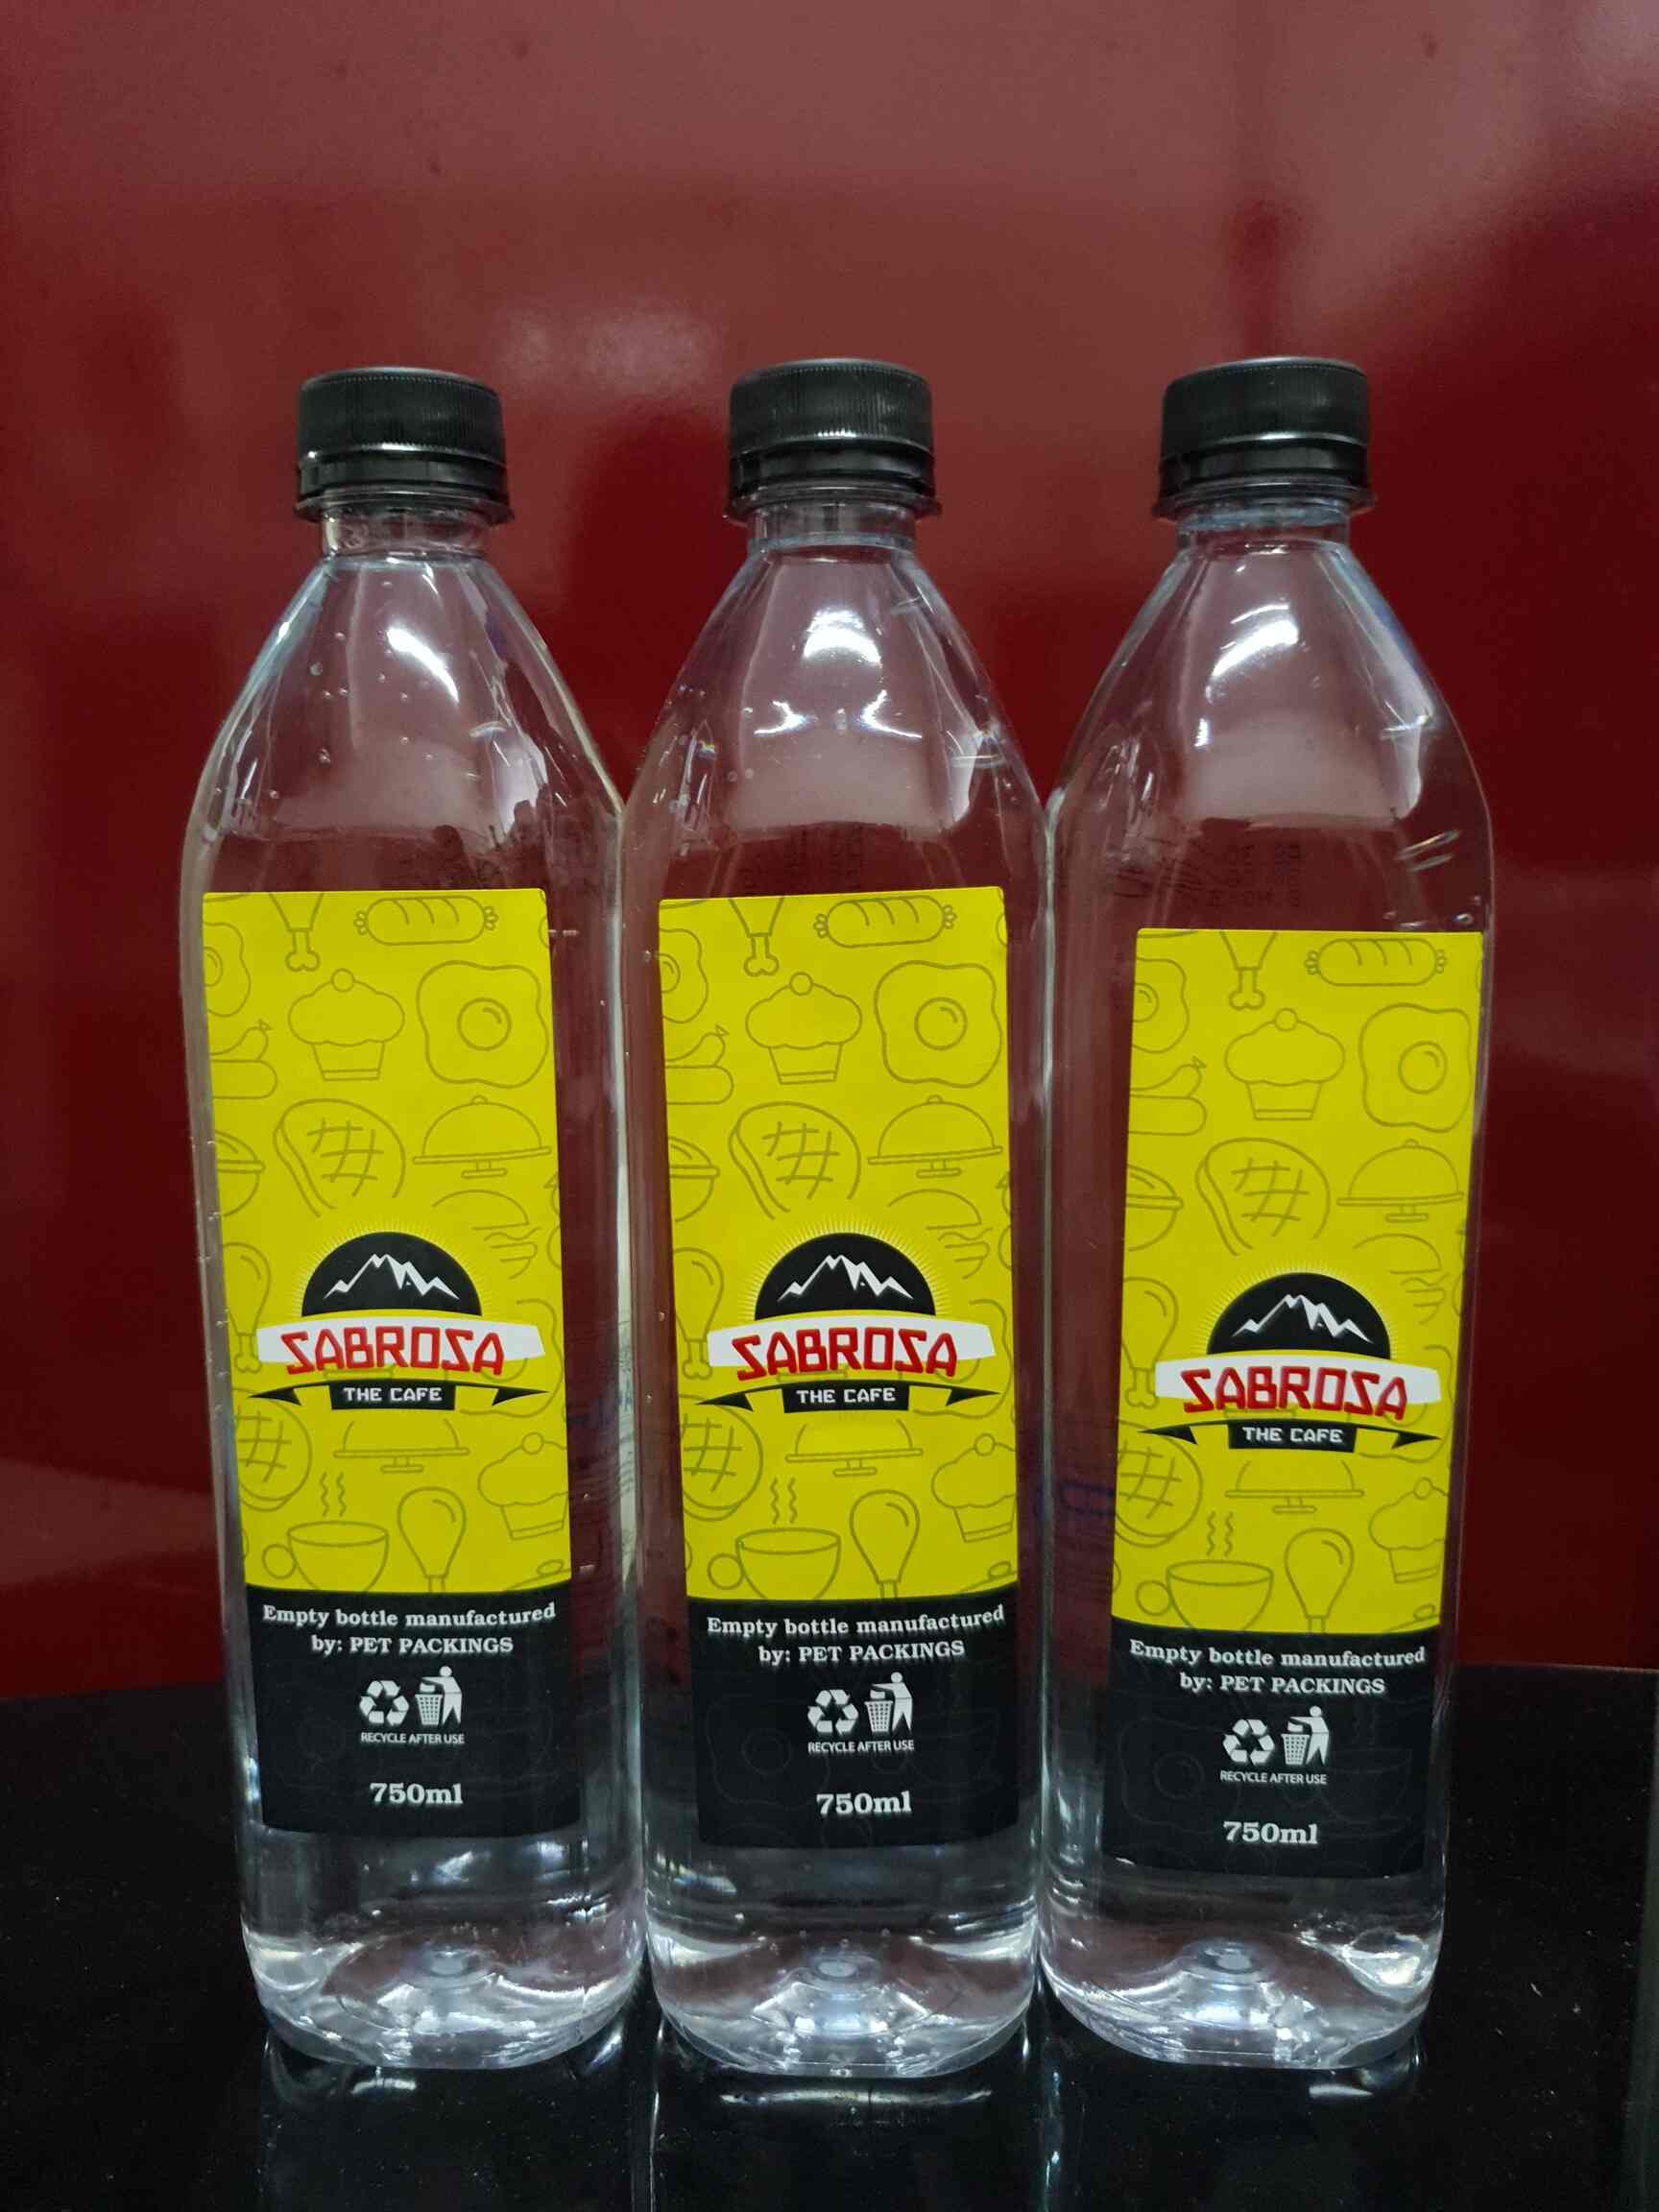 SABROSA
THE CAFE
Empty bottle manufactured
by: PET PACKINGS
RECYCLE AFTER USE
750ml
SABROSA
THE CAFE
Empty bottle manufactured
by: PET PACKINGS
RECYCLE AFTER USE
750ml
SABROSA
THE CAFE
Empty bottle manufactured
by: PET PACKINGS
RECYCLE AFTER USE
750ml